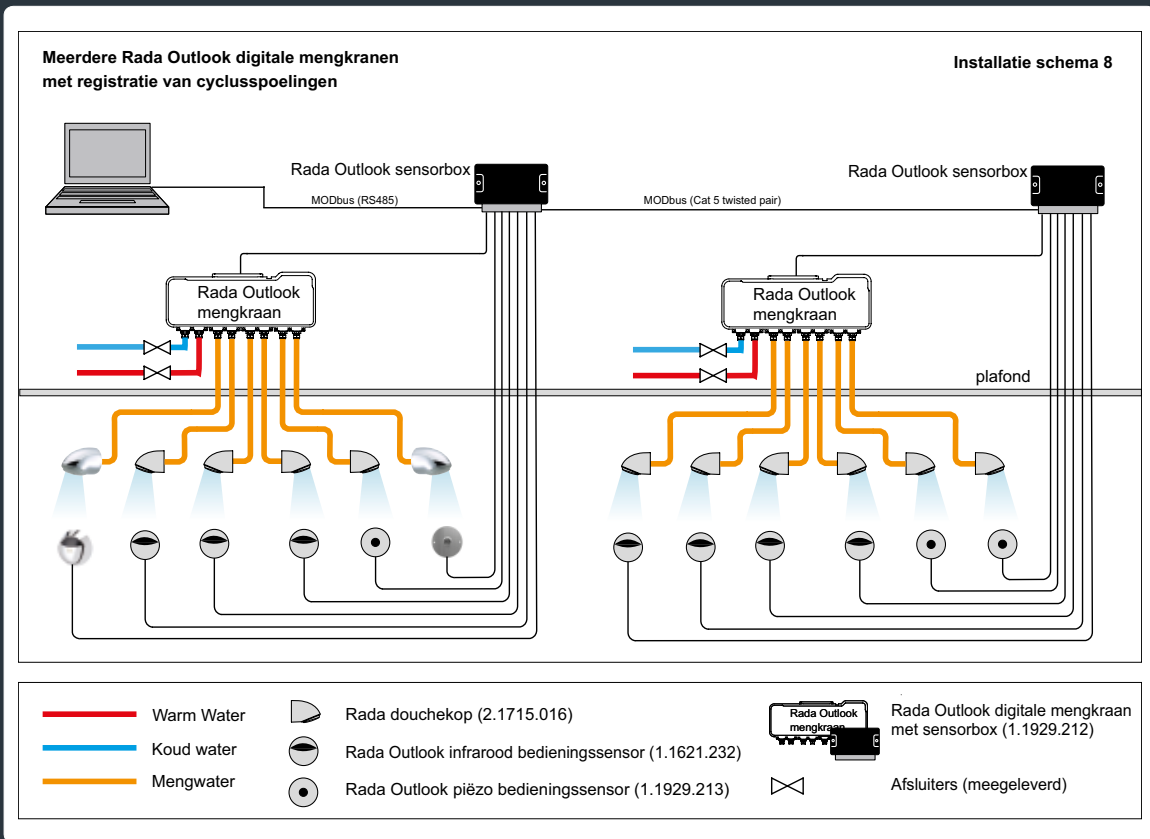 Meerdere Rada Outlook digitale mengkranen
met registratie van cyclusspoelingen
Installatie schema 8
Rada Outlook sensorbox
Rada Outlook sensorbox
MODbus (RS485)
MODbus (Cat 5 twisted pair)
Rada Outlook
mengkraan
Rada Outlook
mengkraan
plafond
Warm Water
Koud water
Mengwater
Rada douchekop (2.1715.016)
Rada Outlook infrarood bedieningssensor (1.1621.232)
Rada Outlook piëzo bedieningssensor (1.1929.213)
Rada Outlook
mengkraan
Rada Outlook digitale mengkraan
met sensorbox (1.1929.212)
Afsluiters (meegeleverd)